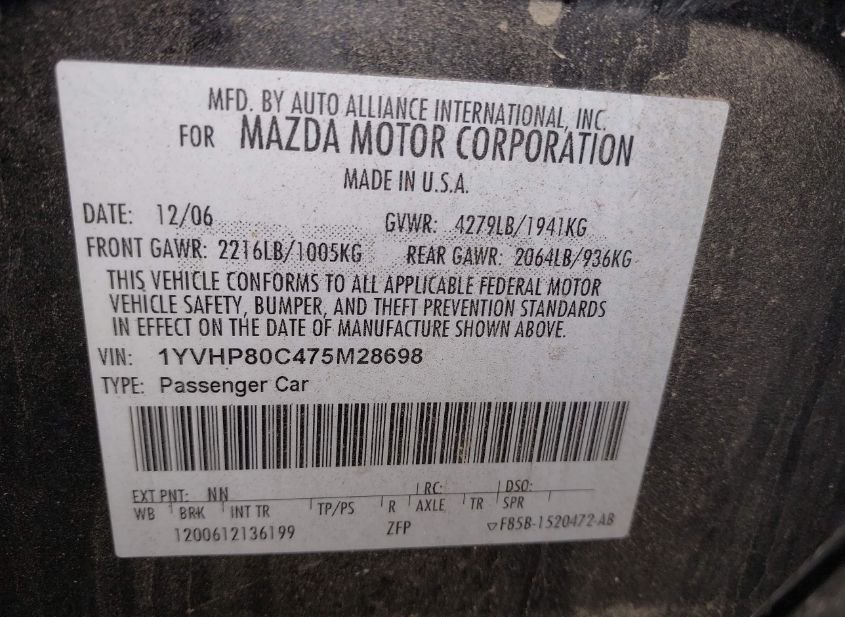 MFD. BY AUTO ALLIANCE INTERNATIONAL, INC.
FOR MAZDA MOTOR CORPORATION
MADE IN U.S.A.
DATE: 12/06 GVWR: 4279LB/1941KG
FRONT GAWR: 2216LB/1005KG REAR GAWR: 2064LB/936KG
THIS VEHICLE CONFORMS TO ALL APPLICABLE FEDERAL MOTOR
VEHICLE SAFETY, BUMPER, AND THEFT PREVENTION STANDARDS
IN EFFECT ON THE DATE OF MANUFACTURE SHOWN ABOVE.
VIN: 1YVHP80C475M28698
TYPE: Passenger Car
EXT PNT: NN RC: DSO:
WB BRK INT TR TP/PS R AXLE TR SPR
1200612136199 ZFP F85B-1520472-AB